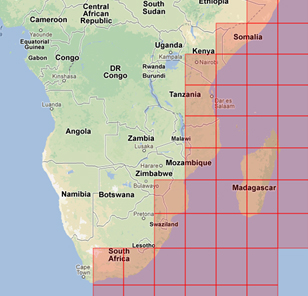 Ethiopia
South
Sudan
Central
African
Republic
Cameroon
Yaounde
Equatorial
Guinea
Gabon
Congo
Kinshasa
DR
Congo
Uganda
Kampala
Kenya
Nairobi
Somalia
Rwanda
Burundi
Tanzania
Dar es
Salaam
Luanda
Angola
Zambia
Lusaka
Malawi
Harare
Mozambique
Zimbabwe
Bulawayo
Namibia
Botswana
Madagascar
Pretoria
Swaziland
Lesotho
South
Africa
Cape
Town